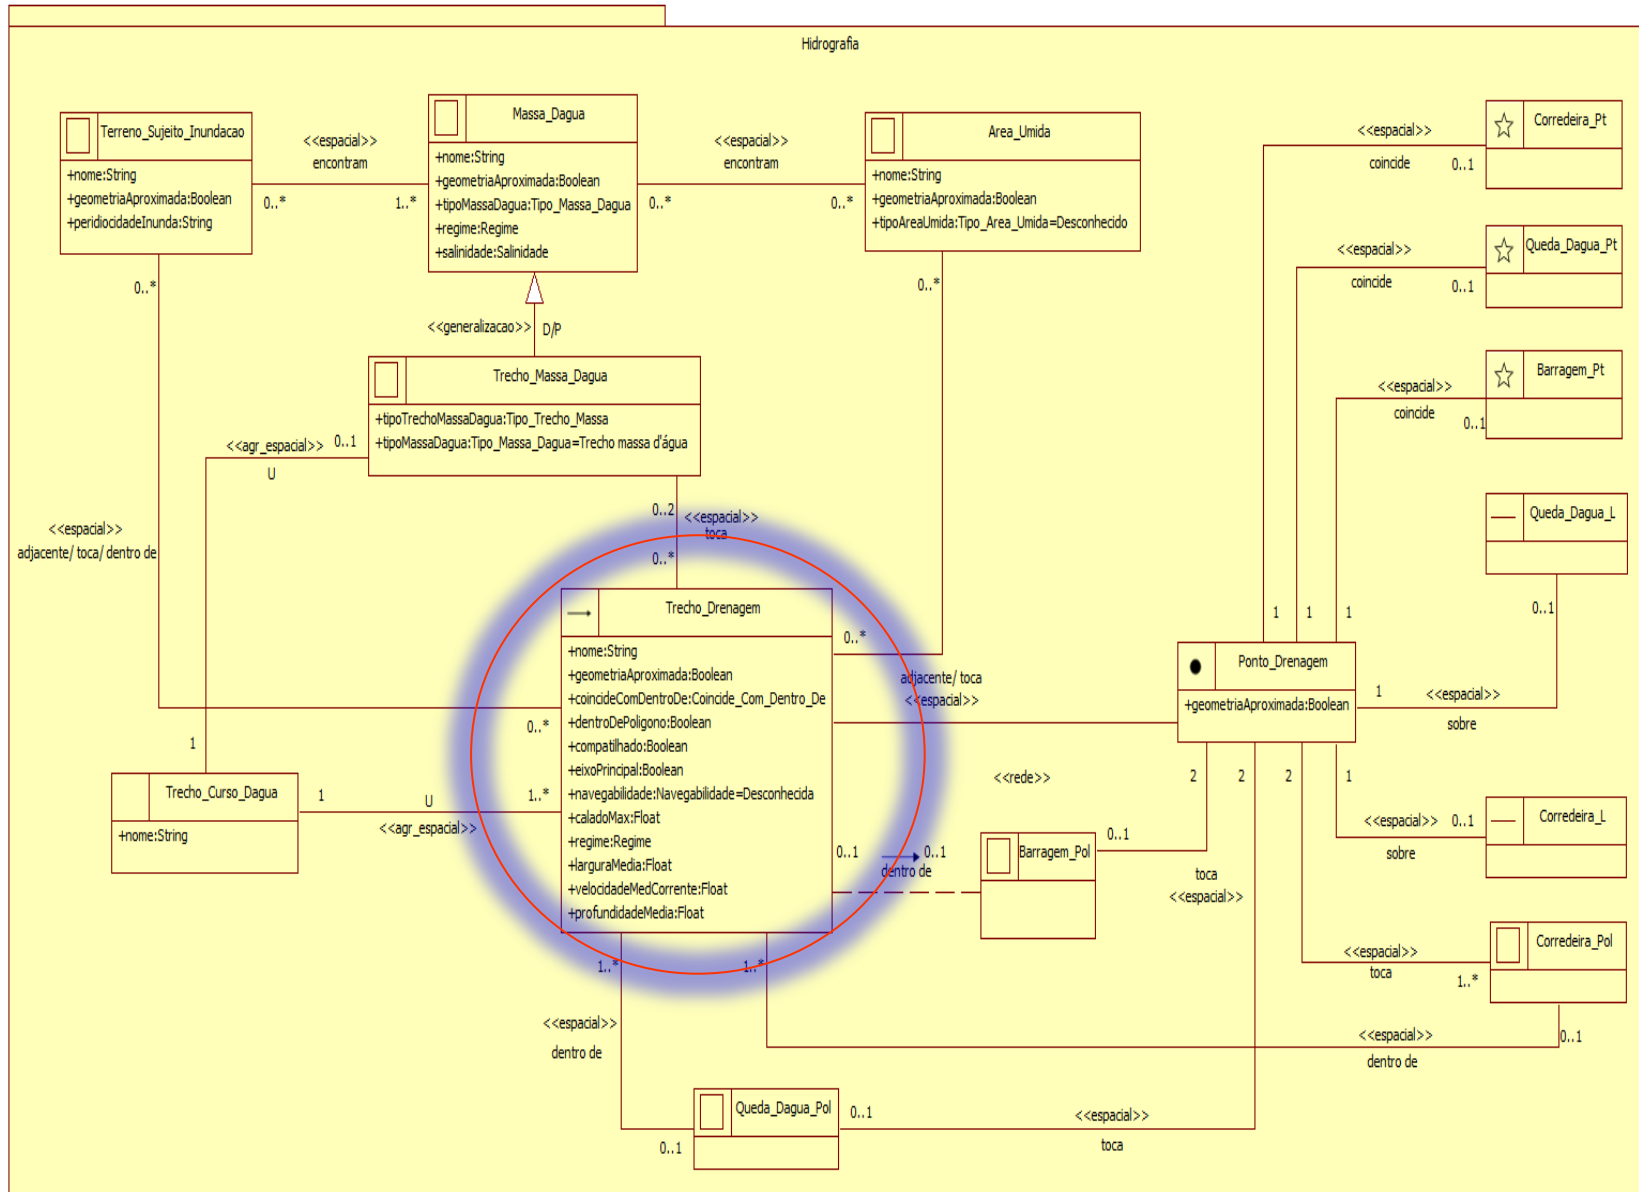 Hidrografia
Terreno_Sujeito_Inundacao
+nome:String
+geometriaAproximada:Boolean
+peridiocidadeInunda:String
<<espacial>>
encontram
0..*
1..*
Massa_Dagua
+nome:String
+geometriaAproximada:Boolean
+tipoMassaDagua:Tipo_Massa_Dagua
+regime:Regime
+salinidade:Salinidade
<<espacial>>
encontram
0..*
0..*
Area_Umida
+nome:String
+geometriaAproximada:Boolean
+tipoAreaUmida:Tipo_Area_Umida=Desconhecido
<<espacial>>
coincide
0..1
Corredeira_Pt
<<espacial>>
coincide
0..1
Queda_Dagua_Pt
<<espacial>>
coincide
0..1
Barragem_Pt
0..*
0..*
<<generalizacao>>
D/P
Trecho_Massa_Dagua
+tipoTrechoMassaDagua:Tipo_Trecho_Massa
+tipoMassaDagua:Tipo_Massa_Dagua=Trecho massa d'água
<<agr_espacial>>
0..1
U
0..2
<<espacial>>
toca
0..*
<<espacial>>
adjacente/ toca/ dentro de
Queda_Dagua_L
0..1
Trecho_Drenagem
+nome:String
+geometriaAproximada:Boolean
+coincideComDentroDe:Coincide_Com_Dentro_De
+dentroDePoligono:Boolean
+compatilhado:Boolean
+eixoPrincipal:Boolean
+navegabilidade:Navegabilidade=Desconhecida
+caladoMax:Float
+regime:Regime
+larguraMedia:Float
+velocidadeMedCorrente:Float
+profundidadeMedia:Float
0..*
adjacente/ toca
<<espacial>>
1
1
1
Ponto_Drenagem
+geometriaAproximada:Boolean
1
<<espacial>>
sobre
0..*
1
Trecho_Curso_Dagua
+nome:String
1
U
1..*
<<agr_espacial>>
<<rede>>
0..1
0..1
dentro de
Barragem_Pol
0..1
2
2
2
1
toca
<<espacial>>
<<espacial>>
0..1
sobre
Corredeira_L
<<espacial>>
toca
1..*
Corredeira_Pol
1..*
1..*
<<espacial>>
dentro de
<<espacial>>
0..1
dentro de
0..1
Queda_Dagua_Pol
0..1
<<espacial>>
toca